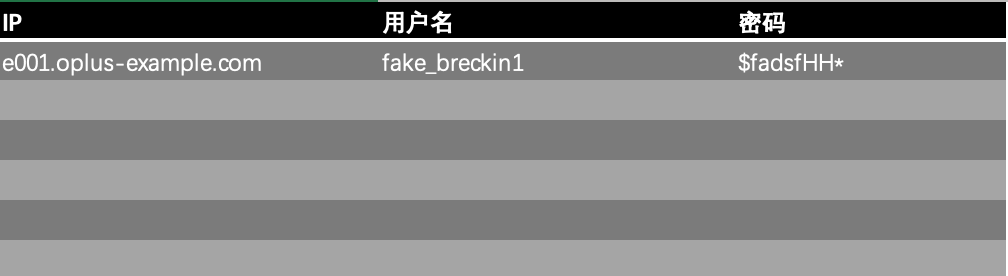 IP 用户名 密码
e001.oplus-example.com fake_breckin1 $fadsfHH*